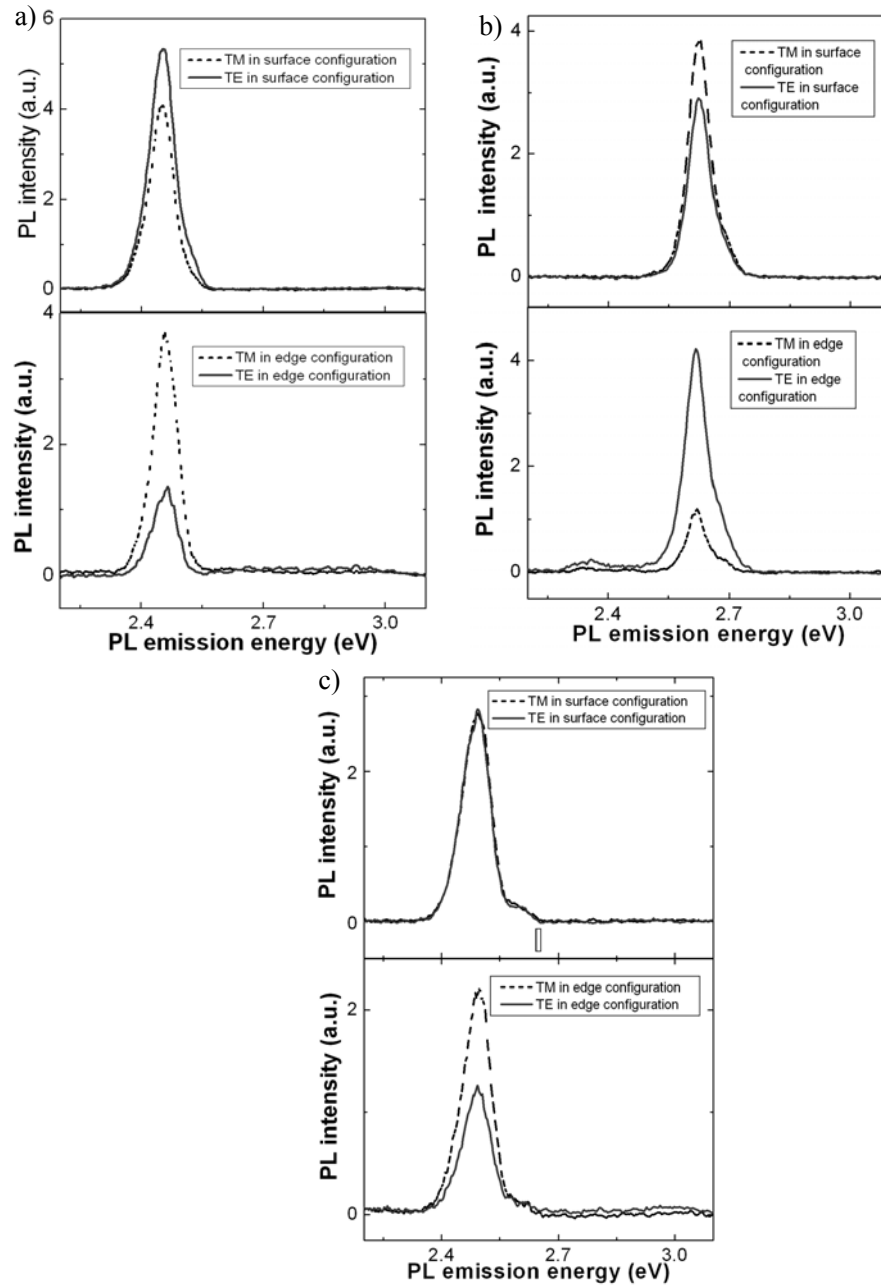 a)
6
4
2
0
PL intensity (a.u.)
TM in surface configuration
TE in surface configuration
4
2
0
PL intensity (a.u.)
TM in edge configuration
TE in edge configuration
2.4 2.7 3.0
PL emission energy (eV)
b)
4
2
0
PL intensity (a.u.)
TM in surface
configuration
TE in surface
configuration
4
2
0
PL intensity (a.u.)
TM in edge
configuration
TE in edge
configuration
2.4 2.7 3.0
PL emission energy (eV)
c)
2
0
PL intensity (a.u.)
TM in surface configuration
TE in surface configuration
2
0
PL intensity (a.u.)
TM in edge configuration
TE in edge configuration
2.4 2.7 3.0
PL emission energy (eV)